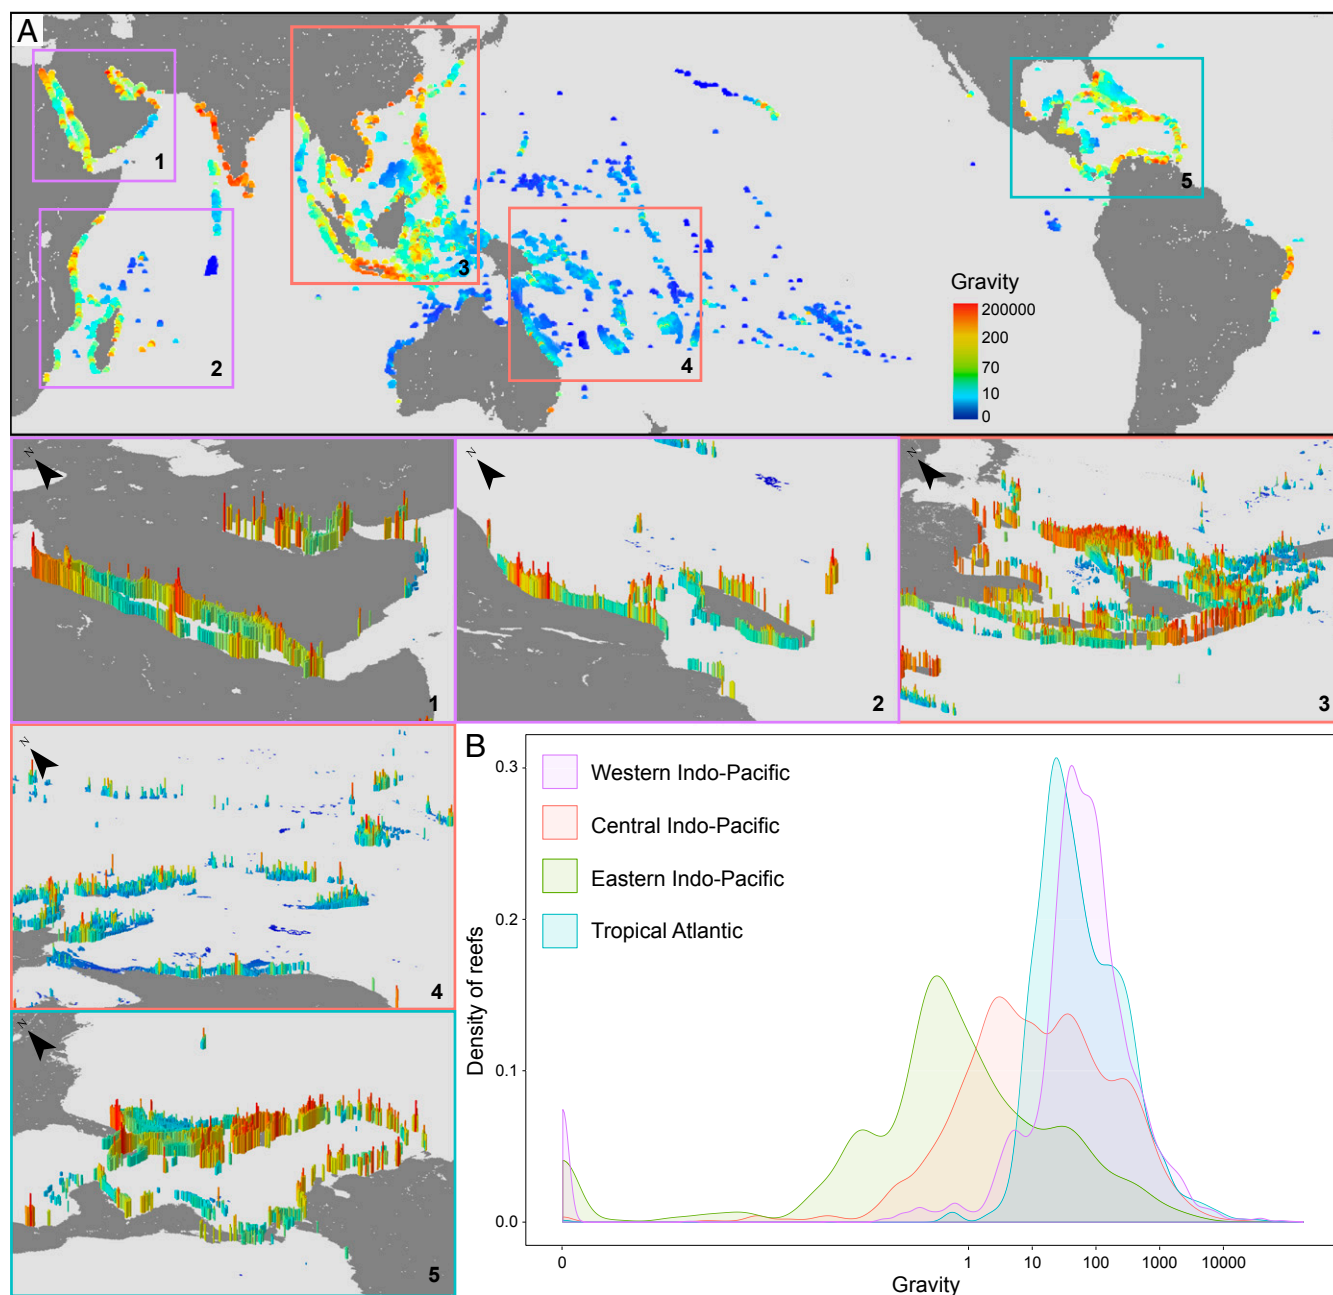 A
1
2
3
4
5
Gravity
200000
200
70
10
0
N
1
N
2
N
3
N
4
N
5
B
Western Indo-Pacific
Central Indo-Pacific
Eastern Indo-Pacific
Tropical Atlantic
Density of reefs
0.3
0.2
0.1
0.0
0
1
10
100
1000
10000
Gravity